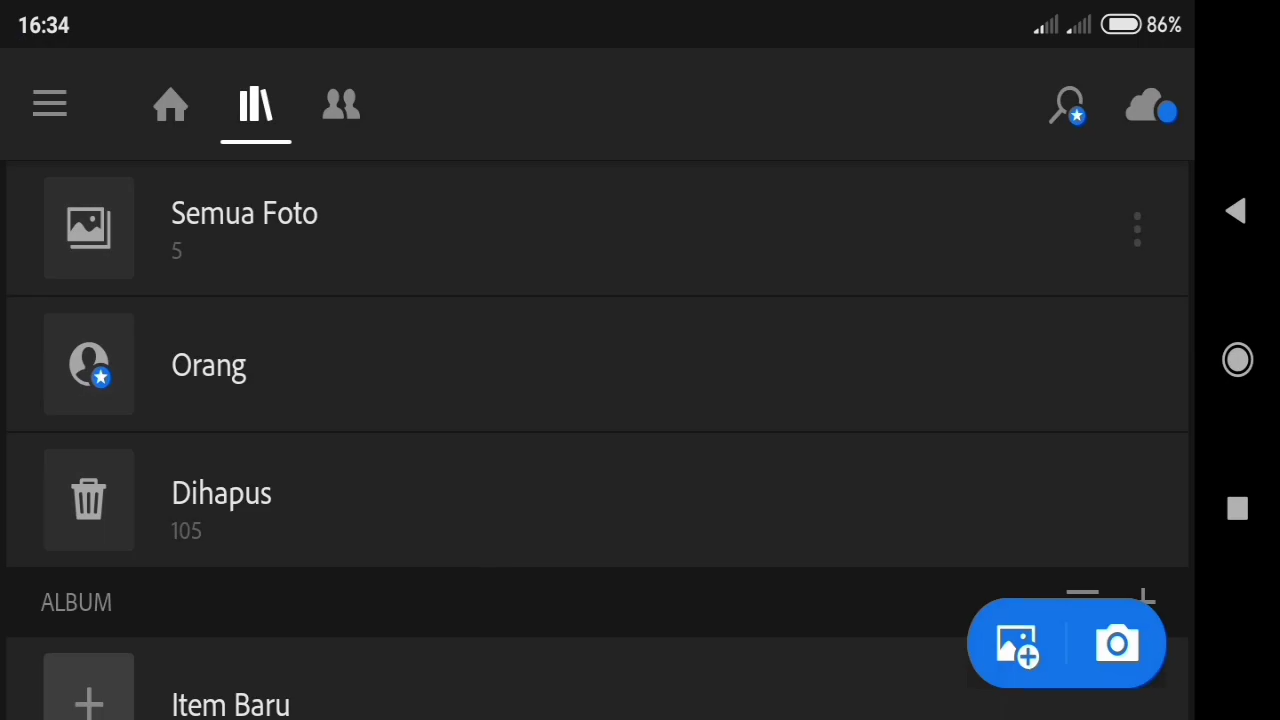 16:34
86%
Semua Foto
5
Orang
Dihapus
105
ALBUM
Item Baru